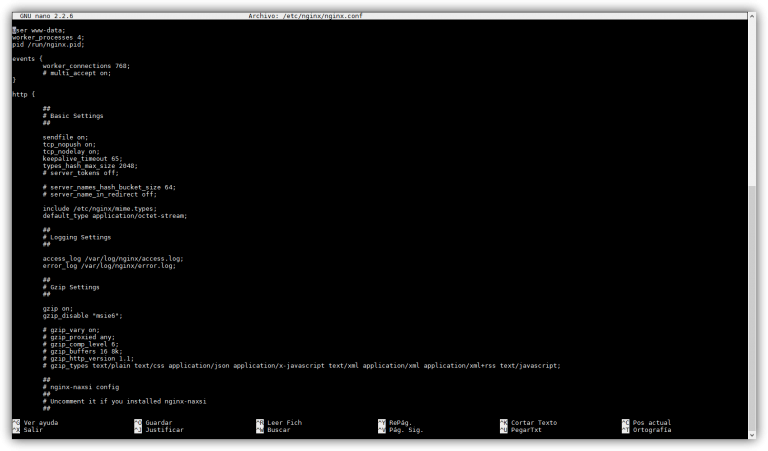 GNU nano 2.2.6 Archivo: /etc/nginx/nginx.conf
user www-data;
worker_processes 4;
pid /run/nginx.pid;
events {
worker_connections 768;
# multi_accept on;
}
http {
##
# Basic Settings
##
sendfile on;
tcp_nopush on;
tcp_nodelay on;
keepalive_timeout 65;
types_hash_max_size 2048;
# server_tokens off;
# server_names_hash_bucket_size 64;
# server_name_in_redirect off;
include /etc/nginx/mime.types;
default_type application/octet-stream;
##
# Logging Settings
##
access_log /var/log/nginx/access.log;
error_log /var/log/nginx/error.log;
##
# Gzip Settings
##
gzip on;
gzip_disable "msie6";
# gzip_vary on;
# gzip_proxied any;
# gzip_comp_level 6;
# gzip_buffers 16 8k;
# gzip_http_version 1.1;
# gzip_types text/plain text/css application/json application/x-javascript text/xml application/xml application/xml+rss text/javascript;
##
# nginx-naxsi config
##
# Uncomment it if you installed nginx-naxsi
##
^G Ver ayuda ^O Guardar ^R Leer Fich ^Y RePág. ^K Cortar Texto ^C Pos actual
^X Salir ^J Justificar ^W Buscar ^V Pág. Sig. ^U PegarTxt ^T Ortografía